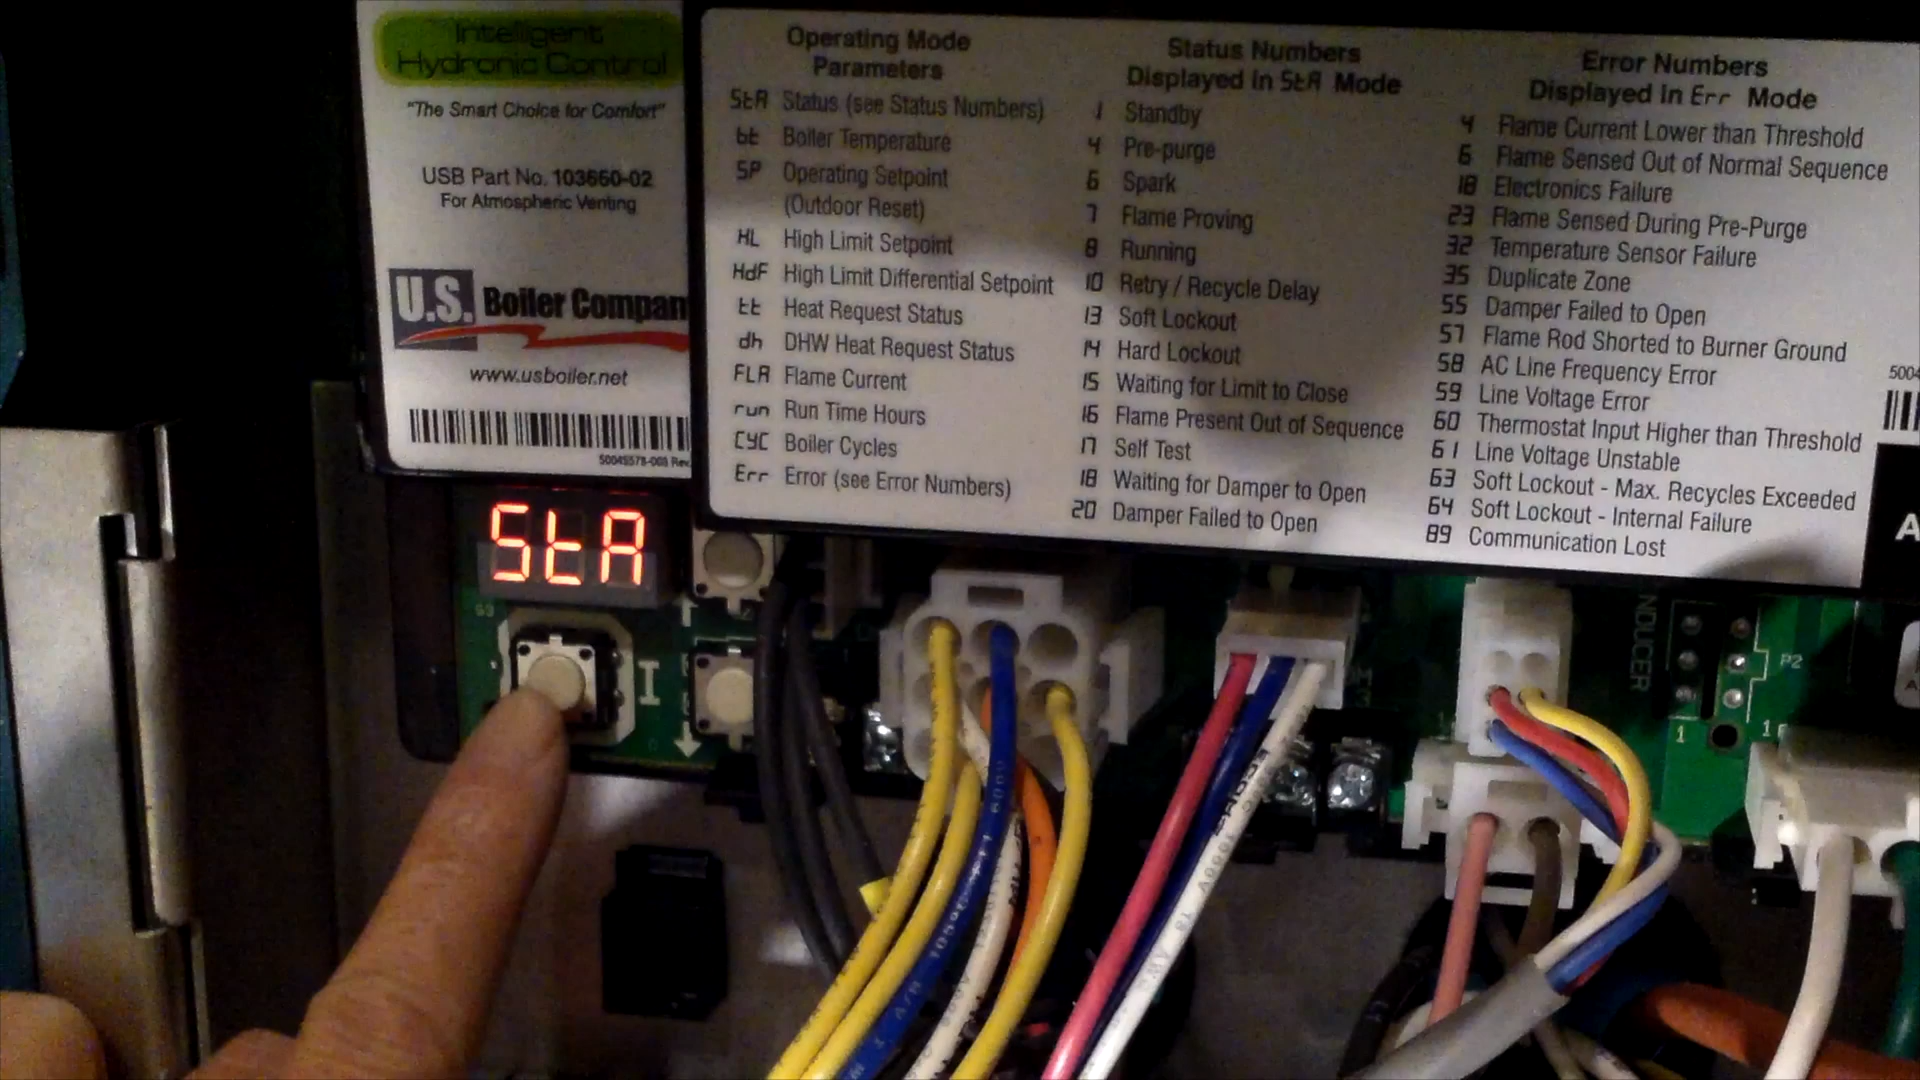 Intelligent
Hydronic Control
"The Smart Choice for Comfort"
USB Part No. 103660-02
For Atmospheric Venting
U.S. Boiler Compan
www.usboiler.net
Operating Mode
Parameters
StA Status (see Status Numbers)
bt Boiler Temperature
SP Operating Setpoint
(Outdoor Reset)
HL High Limit Setpoint
HdF High Limit Differential Setpoint
tt Heat Request Status
dh DHW Heat Request Status
FLA Flame Current
run Run Time Hours
CYC Boiler Cycles
Err Error (see Error Numbers)
Status Numbers
Displayed in StA Mode
1 Standby
4 Pre-purge
6 Spark
7 Flame Proving
8 Running
10 Retry / Recycle Delay
13 Soft Lockout
14 Hard Lockout
15 Waiting for Limit to Close
16 Flame Present Out of Sequence
17 Self Test
18 Waiting for Damper to Open
20 Damper Failed to Open
Error Numbers
Displayed in Err Mode
4 Flame Current Lower than Threshold
6 Flame Sensed Out of Normal Sequence
18 Electronics Failure
23 Flame Sensed During Pre-Purge
32 Temperature Sensor Failure
35 Duplicate Zone
55 Damper Failed to Open
57 Flame Rod Shorted to Burner Ground
58 AC Line Frequency Error
59 Line Voltage Error
60 Thermostat Input Higher than Threshold
61 Line Voltage Unstable
63 Soft Lockout - Max. Recycles Exceeded
64 Soft Lockout - Internal Failure
89 Communication Lost
5004
A
StA
I
NDUCER
P2
1
1